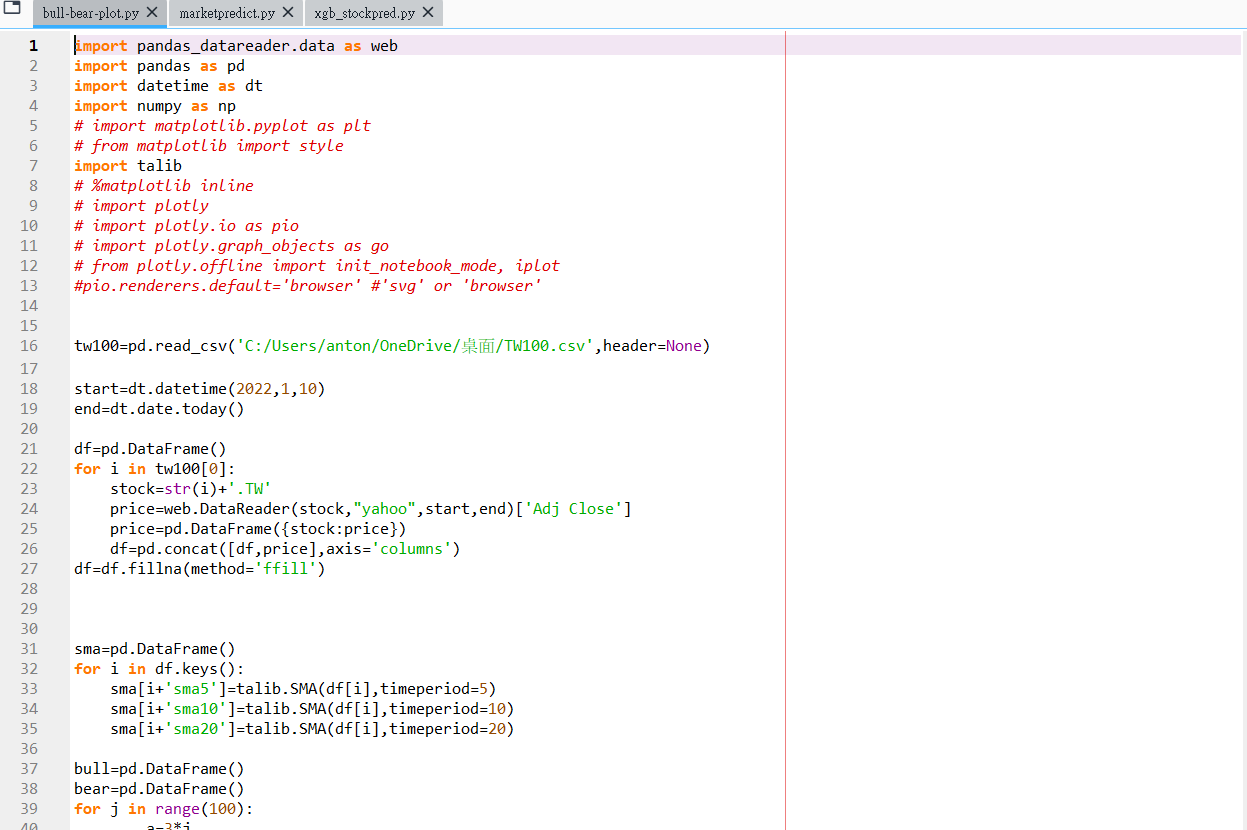 bull-bear-plot.py marketpredict.py xgb_stockpred.py
1 import pandas_datareader.data as web
2 import pandas as pd
3 import datetime as dt
4 import numpy as np
5 # import matplotlib.pyplot as plt
6 # from matplotlib import style
7 import talib
8 # %matplotlib inline
9 # import plotly
10 # import plotly.io as pio
11 # import plotly.graph_objects as go
12 # from plotly.offline import init_notebook_mode, iplot
13 #pio.renderers.default='browser' #'svg' or 'browser'
14
15
16 tw100=pd.read_csv('C:/Users/anton/OneDrive/桌面/TW100.csv',header=None)
17
18 start=dt.datetime(2022,1,10)
19 end=dt.date.today()
20
21 df=pd.DataFrame()
22 for i in tw100[0]:
23     stock=str(i)+'.TW'
24     price=web.DataReader(stock,"yahoo",start,end)['Adj Close']
25     price=pd.DataFrame({stock:price})
26     df=pd.concat([df,price],axis='columns')
27 df=df.fillna(method='ffill')
28
29
30
31 sma=pd.DataFrame()
32 for i in df.keys():
33     sma[i+'sma5']=talib.SMA(df[i],timeperiod=5)
34     sma[i+'sma10']=talib.SMA(df[i],timeperiod=10)
35     sma[i+'sma20']=talib.SMA(df[i],timeperiod=20)
36
37 bull=pd.DataFrame()
38 bear=pd.DataFrame()
39 for j in range(100):
40         a=3*j